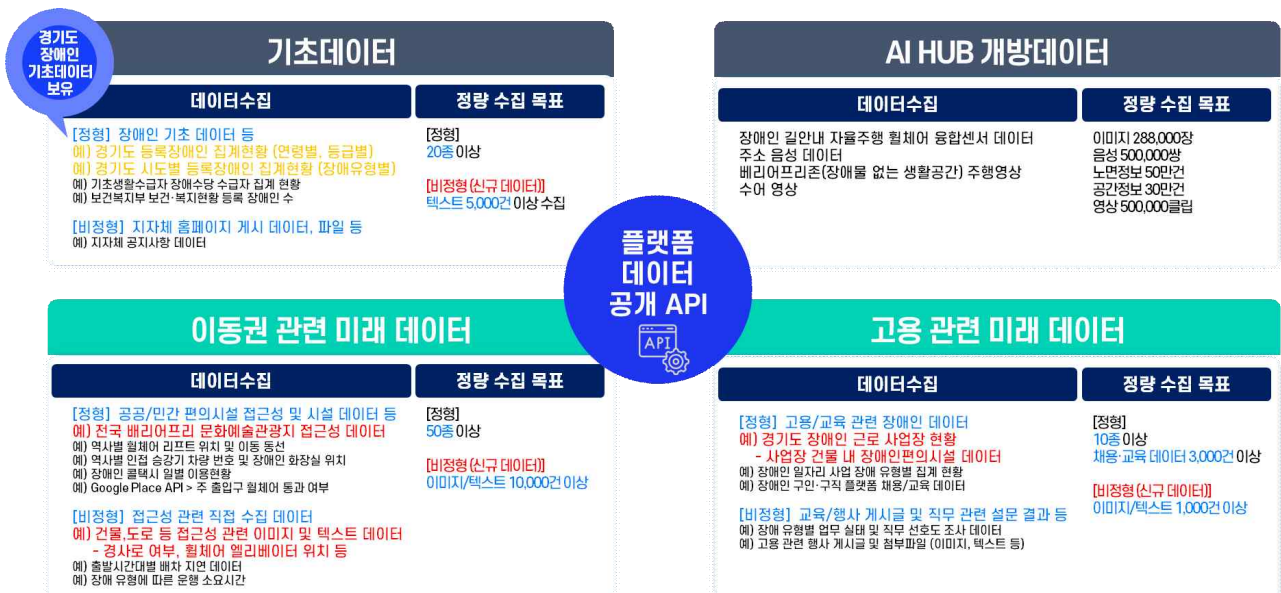 경기도
장애인
기초데이터
보유
기초데이터
데이터수집
정량 수집 목표
[정형] 장애인 기초 데이터 등
예) 경기도 등록장애인 집계현황 (연령별, 등급별)
예) 경기도 시도별 등록장애인 집계현황 (장애유형별)
예) 기초생활수급자 장애수당 수급자 집계 현황
예) 보건복지부 보건·복지현황 등록 장애인 수
[비정형] 지자체 홈페이지 게시 데이터, 파일 등
예) 지자체 공지사항 데이터
[정형]
20종 이상
[비정형 (신규 데이터)]
텍스트 5,000건 이상 수집
AI HUB 개방데이터
데이터수집
정량 수집 목표
장애인 길안내 자율주행 휠체어 융합센서 데이터
주소 음성 데이터
베리어프리존(장애물 없는 생활공간) 주행영상
수어 영상
이미지 288,000장
음성 500,000쌍
노면정보 50만건
공간정보 30만건
영상 500,000클립
플랫폼
데이터
공개 API
API
이동권 관련 미래 데이터
데이터수집
정량 수집 목표
[정형] 공공/민간 편의시설 접근성 및 시설 데이터 등
예) 전국 배리어프리 문화예술관광지 접근성 데이터
예) 역사별 휠체어 리프트 위치 및 이동 동선
예) 역사별 인접 승강기 차량 번호 및 장애인 화장실 위치
예) 장애인 콜택시 일별 이용현황
예) Google Place API > 주 출입구 휠체어 통과 여부
[비정형] 접근성 관련 직접 수집 데이터
예) 건물,도로 등 접근성 관련 이미지 및 텍스트 데이터
- 경사로 여부, 휠체어 엘리베이터 위치 등
예) 출발시간대별 배차 지연 데이터
예) 장애 유형에 따른 운행 소요시간
[정형]
50종 이상
[비정형 (신규 데이터)]
이미지/텍스트 10,000건 이상
고용 관련 미래 데이터
데이터수집
정량 수집 목표
[정형] 고용/교육 관련 장애인 데이터
예) 경기도 장애인 근로 사업장 현황
- 사업장 건물 내 장애인편의시설 데이터
예) 장애인 일자리 사업 장애 유형별 집계 현황
예) 장애인 구인·구직 플랫폼 채용/교육 데이터
[비정형] 교육/행사 게시글 및 직무 관련 설문 결과 등
예) 장애 유형별 업무 실태 및 직무 선호도 조사 데이터
예) 고용 관련 행사 게시글 및 첨부파일 (이미지, 텍스트 등)
[정형]
10종 이상
채용·교육 데이터 3,000건 이상
[비정형 (신규 데이터)]
이미지/텍스트 1,000건 이상